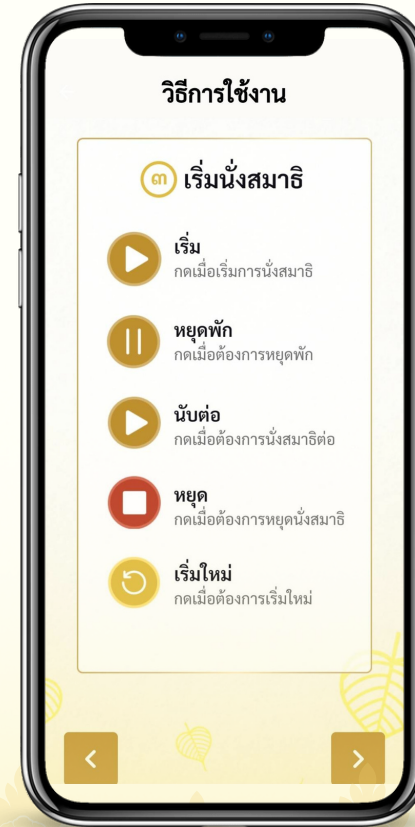 วิธีการใช้งาน
๓ เริ่มนั่งสมาธิ
เริ่ม
กดเมื่อเริ่มการนั่งสมาธิ
หยุดพัก
กดเมื่อต้องการหยุดพัก
นับต่อ
กดเมื่อต้องการนั่งสมาธิต่อ
หยุด
กดเมื่อต้องการหยุดนั่งสมาธิ
เริ่มใหม่
กดเมื่อต้องการเริ่มใหม่